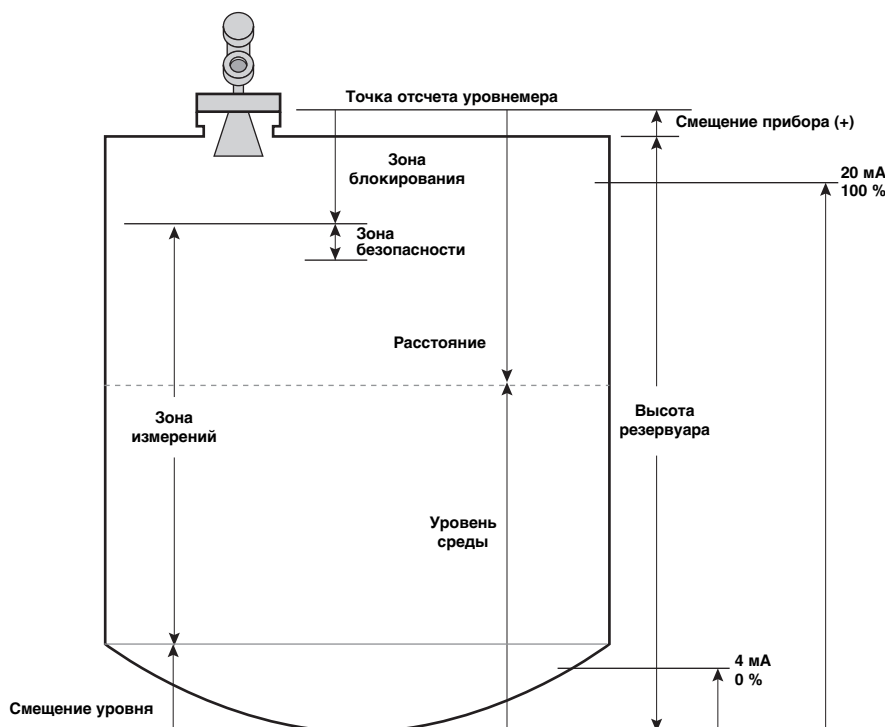 Точка отсчета уровнемера
Смещение прибора (+)
Зона
блокирования
20 мА
100 %
Зона
безопасности
Расстояние
Зона
измерений
Высота
резервуара
Уровень
среды
4 мА
0 %
Смещение уровня